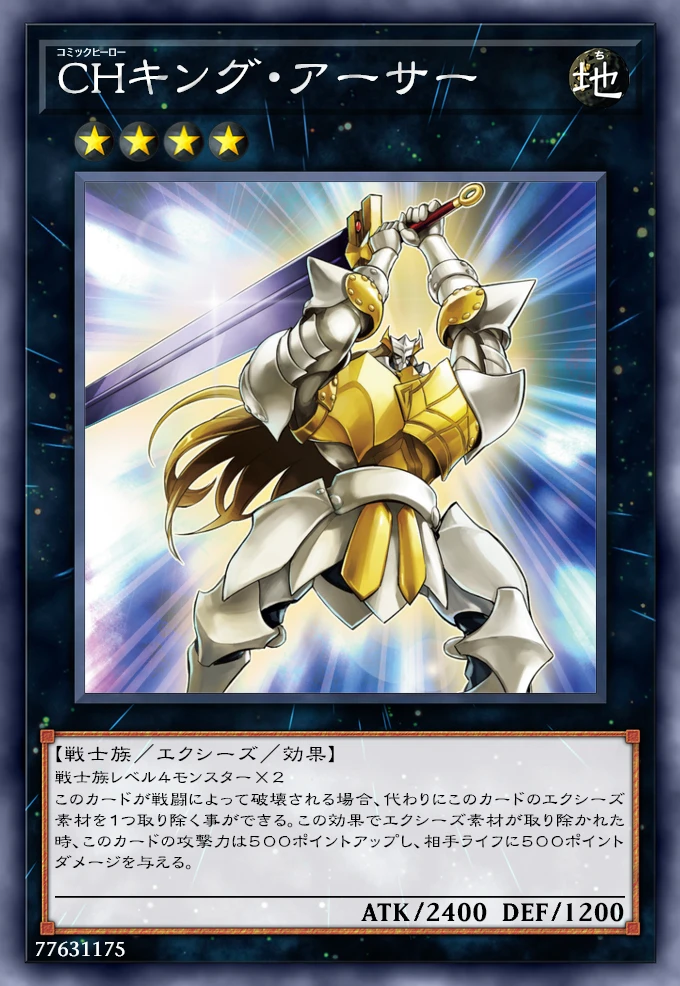 コミックヒーロー
CHキング・アーサー
ち
地
【戦士族／エクシーズ／効果】
戦士族レベル４モンスター×２
このカードが戦闘によって破壊される場合、代わりにこのカードのエクシーズ
素材を１つ取り除く事ができる。この効果でエクシーズ素材が取り除かれた
時、このカードの攻撃力は５００ポイントアップし、相手ライフに５００ポイント
ダメージを与える。
ATK/2400 DEF/1200
77631175